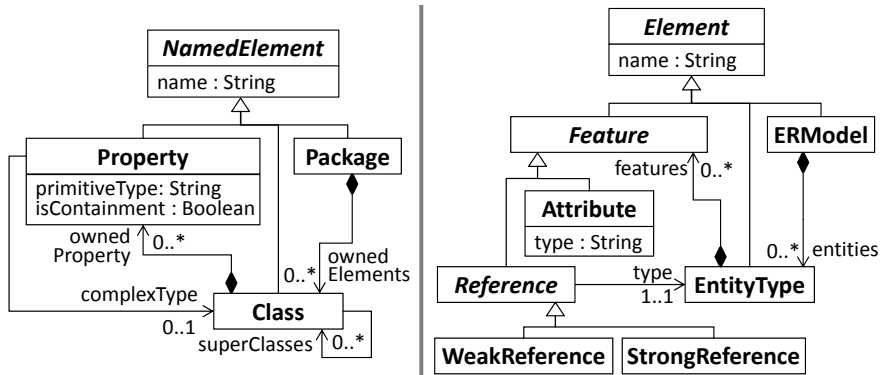 NamedElement
name : String
Property
primitiveType: String
isContainment : Boolean
Package
owned
Property
0..*
owned
Elements
0..*
complexType
0..1
Class
superClasses
0..*
Element
name : String
Feature
ERModel
features
0..*
Attribute
type : String
0..*
entities
Reference
type
1..1
EntityType
WeakReference
StrongReference